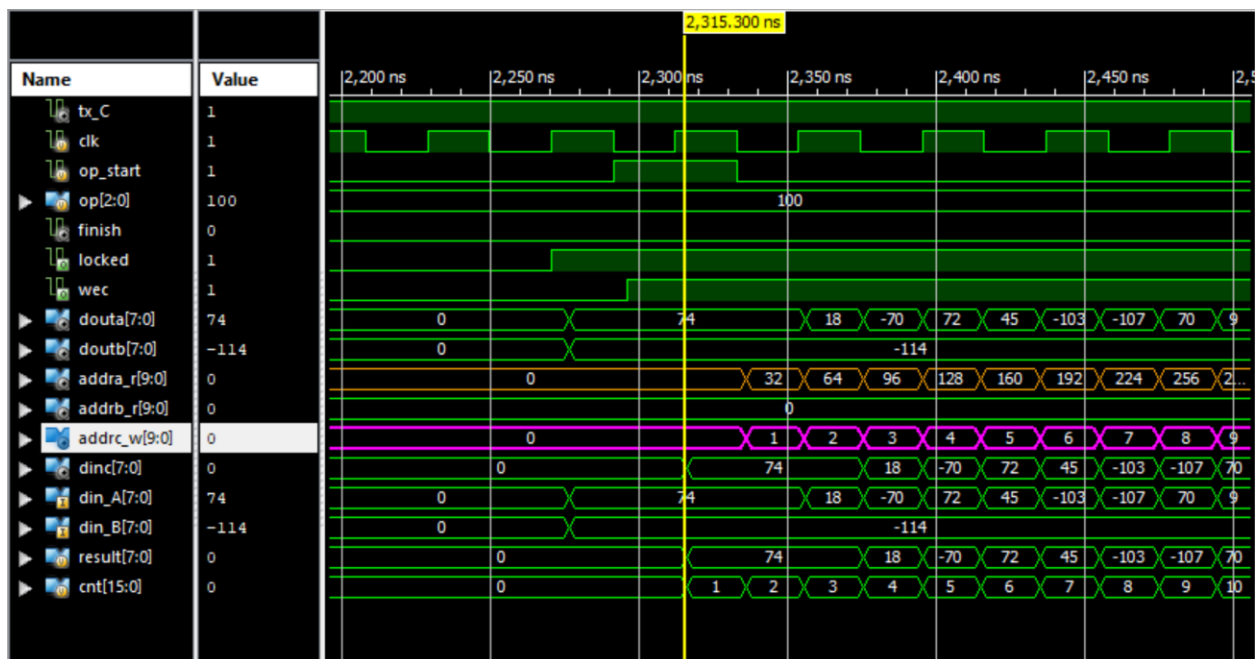 2,315.300 ns
Name Value 2,200 ns 2,250 ns 2,300 ns 2,350 ns 2,400 ns 2,450 ns
tx_C 1
clk 1
op_start 1
op[2:0] 100 100
finish 0
locked 1
wec 1
douta[7:0] 74 0 74 18 -70 72 45 -103 -107 70 9
doutb[7:0] -114 0 -114
addra_r[9:0] 0 0 32 64 96 128 160 192 224 256 2...
addrb_r[9:0] 0 0
addrc_w[9:0] 0 0 1 2 3 4 5 6 7 8 9
dinc[7:0] 0 0 74 18 -70 72 45 -103 -107 70
din_A[7:0] 74 0 74 18 -70 72 45 -103 -107 70 9
din_B[7:0] -114 0 -114
result[7:0] 0 0 74 18 -70 72 45 -103 -107 70
cnt[15:0] 0 0 1 2 3 4 5 6 7 8 9 10